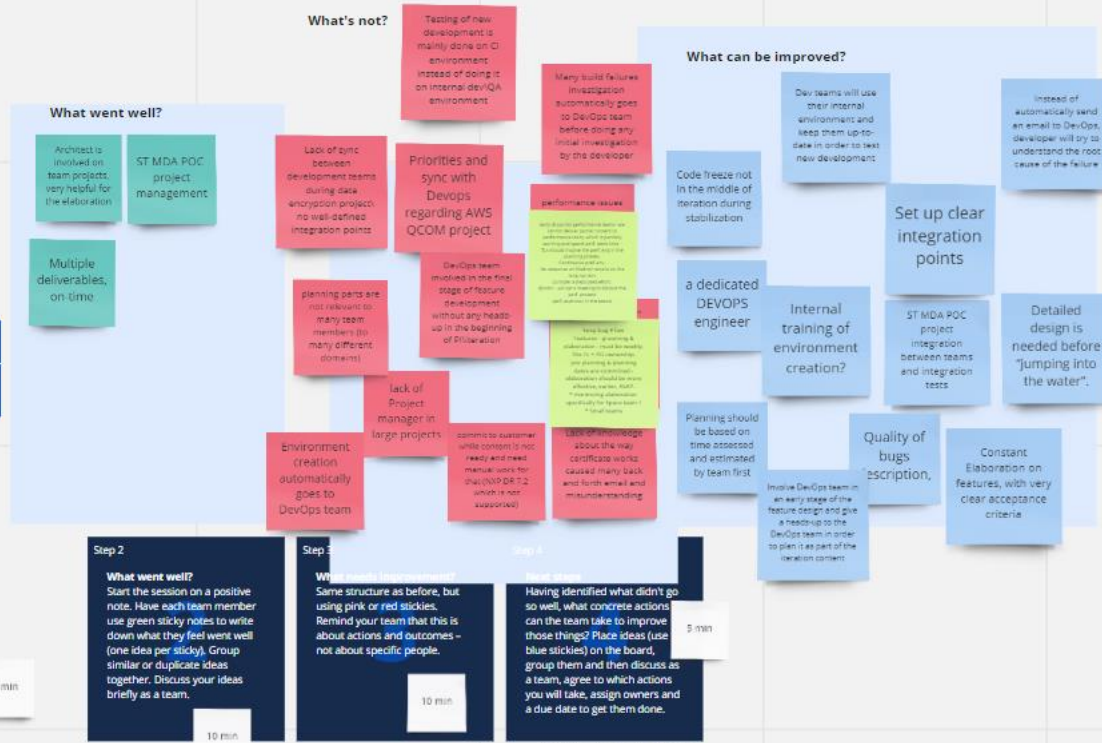 What's not?
Testing of new
development is
mainly done on CI
environment
instead of doing it
on internal dev\QA
environment
Many build failures
investigation
automatically goes
to DevOps team
before doing any
initial investigation
by the developer
What can be improved?
Dev teams will use
their internal
environment and
keep them up-to-
date in order to test
new development
Instead of
automatically send
an email to DevOps,
developer will try to
understand the root
cause of the failure
What went well?
Architect is
involved on
team projects,
very helpful for
the elaboration
ST MDA POC
project
management
Multiple
deliverables,
on-time
Lack of sync
between
development teams
during data
encryption project:
no well-defined
integration points
Priorities and
sync with
Devops
regarding AWS
QCOM project
performance issues
DevOps team
involved in the final
stage of feature
development
without any heads-
up in the beginning
of PI\iteration
planning parts are
not relevant to
many team
members (to
many different
domains)
lack of
Project
manager in
large projects
Environment
creation
automatically
goes to
DevOps team
commit to customer
while content is not
ready and need
manual work for
that (NXP DR 7.2
which is not
supported)
Lack of knowledge
about the way
certificate works
caused many back
and forth email and
misunderstanding
Code freeze not
in the middle of
iteration during
stabilization
Set up clear
integration
points
a dedicated
DEVOPS
engineer
Internal
training of
environment
creation?
ST MDA POC
project
integration
between teams
and integration
tests
Detailed
design is
needed before
"jumping into
the water".
Planning should
be based on
time assessed
and estimated
by team first
Quality of
bugs
description,
Constant
Elaboration on
features, with very
clear acceptance
criteria
Involve DevOps team in
an early stage of the
feature design and give
a heads-up to the
DevOps team in order
to plan it as part of the
iteration content
Step 2
What went well?
Start the session on a positive
note. Have each team member
use green sticky notes to write
down what they feel went well
(one idea per sticky). Group
similar or duplicate ideas
together. Discuss your ideas
briefly as a team.
10 min
Step 3
What needs improvement?
Same structure as before, but
using pink or red stickies.
Remind your team that this is
about actions and outcomes –
not about specific people.
10 min
Step 4
Next steps
Having identified what didn't go
so well, what concrete actions
can the team take to improve
those things? Place ideas (use
blue stickies) on the board,
group them and then discuss as
a team, agree to which actions
you will take, assign owners and
a due date to get them done.
5 min
min